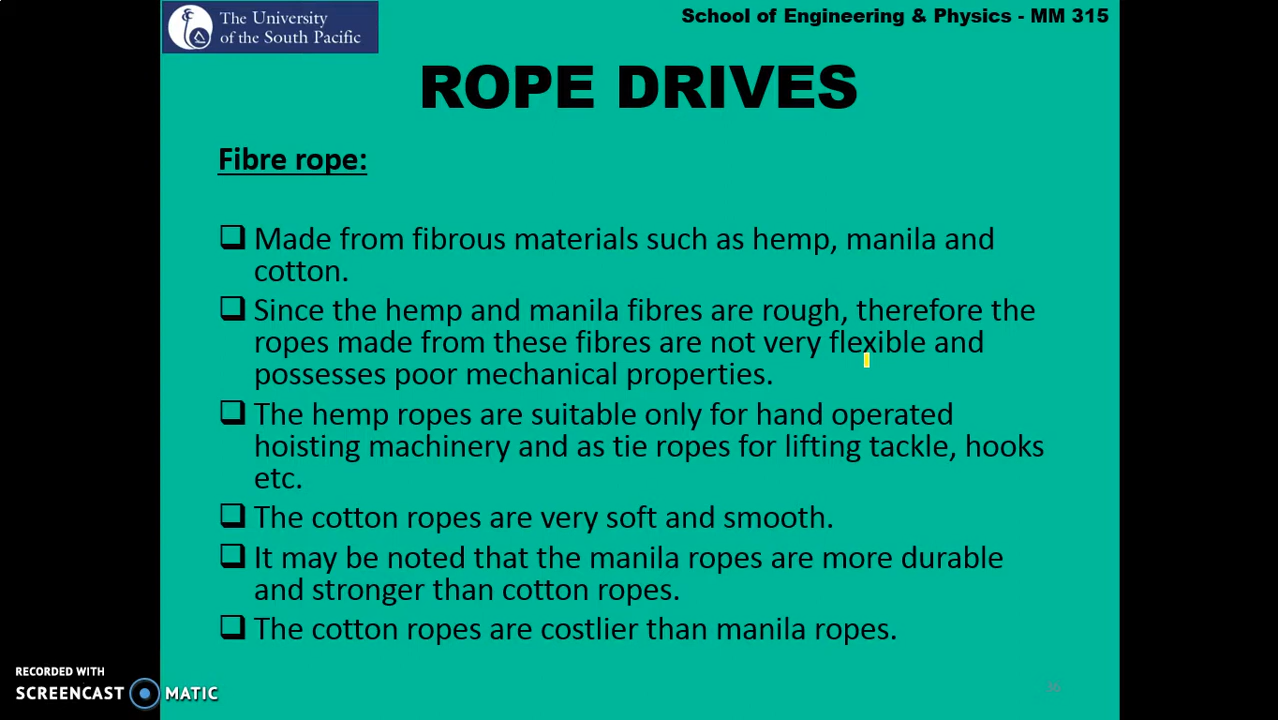 The University
of the South Pacific
School of Engineering & Physics - MM 315
ROPE DRIVES
Fibre rope:
Made from fibrous materials such as hemp, manila and
cotton.
Since the hemp and manila fibres are rough, therefore the
ropes made from these fibres are not very flexible and
possesses poor mechanical properties.
The hemp ropes are suitable only for hand operated
hoisting machinery and as tie ropes for lifting tackle, hooks
etc.
The cotton ropes are very soft and smooth.
It may be noted that the manila ropes are more durable
and stronger than cotton ropes.
The cotton ropes are costlier than manila ropes.
RECORDED WITH
SCREENCAST MATIC